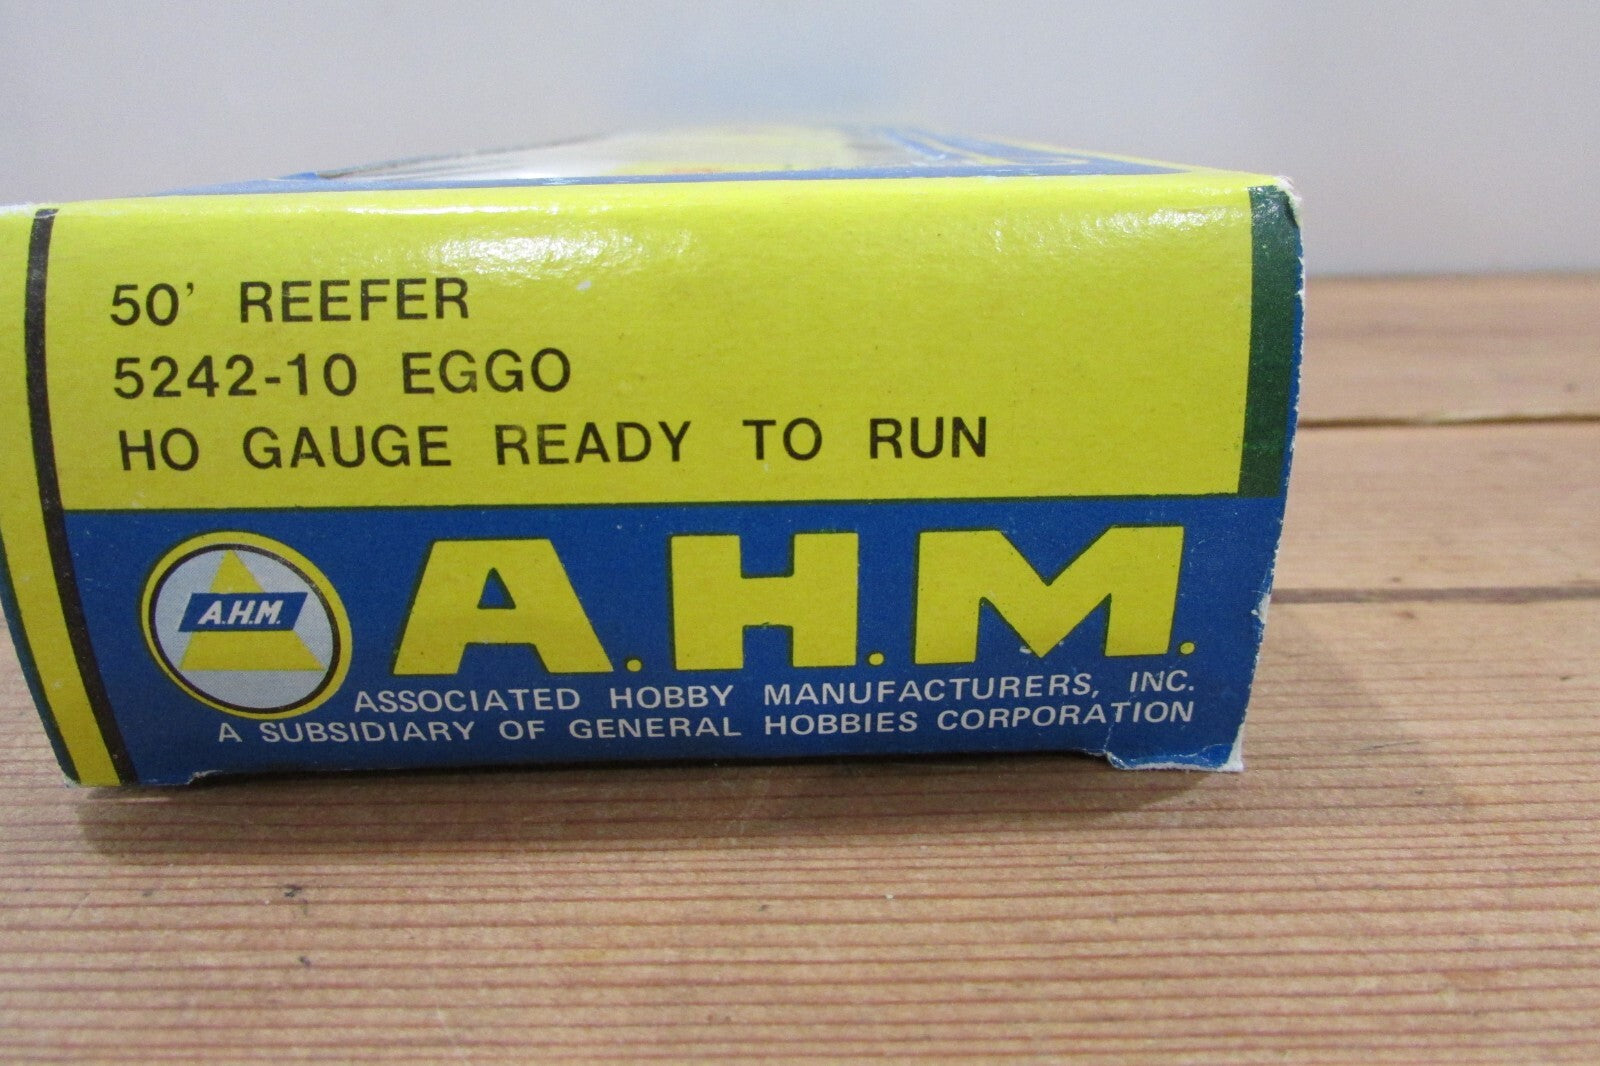 50' REEFER
5242-10 EGGO
HO GAUGE READY TO RUN
A.H.M.
A.H.M.
ASSOCIATED HOBBY MANUFACTURERS, INC.
A SUBSIDIARY OF GENERAL HOBBIES CORPORATION